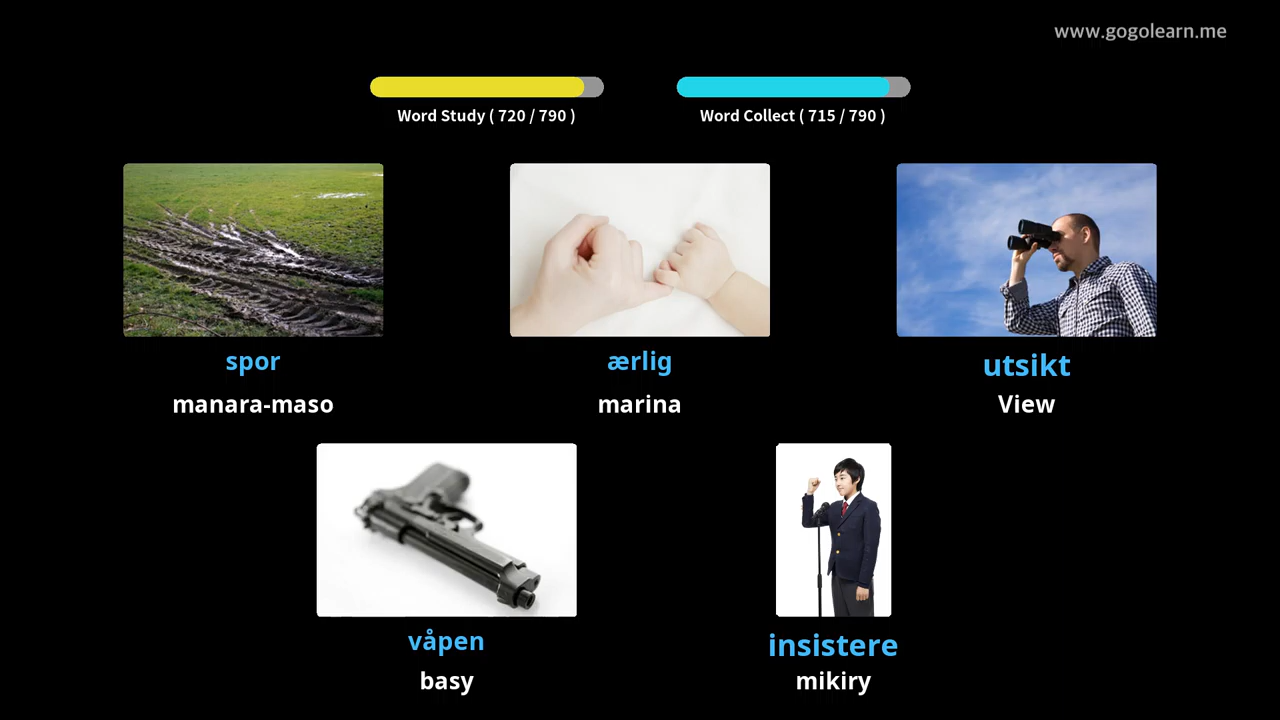 www.gogolearn.me
Word Study ( 720 / 790 )
Word Collect ( 715 / 790 )
spor
ærlig
utsikt
manara-maso
marina
View
våpen
insistere
basy
mikiry